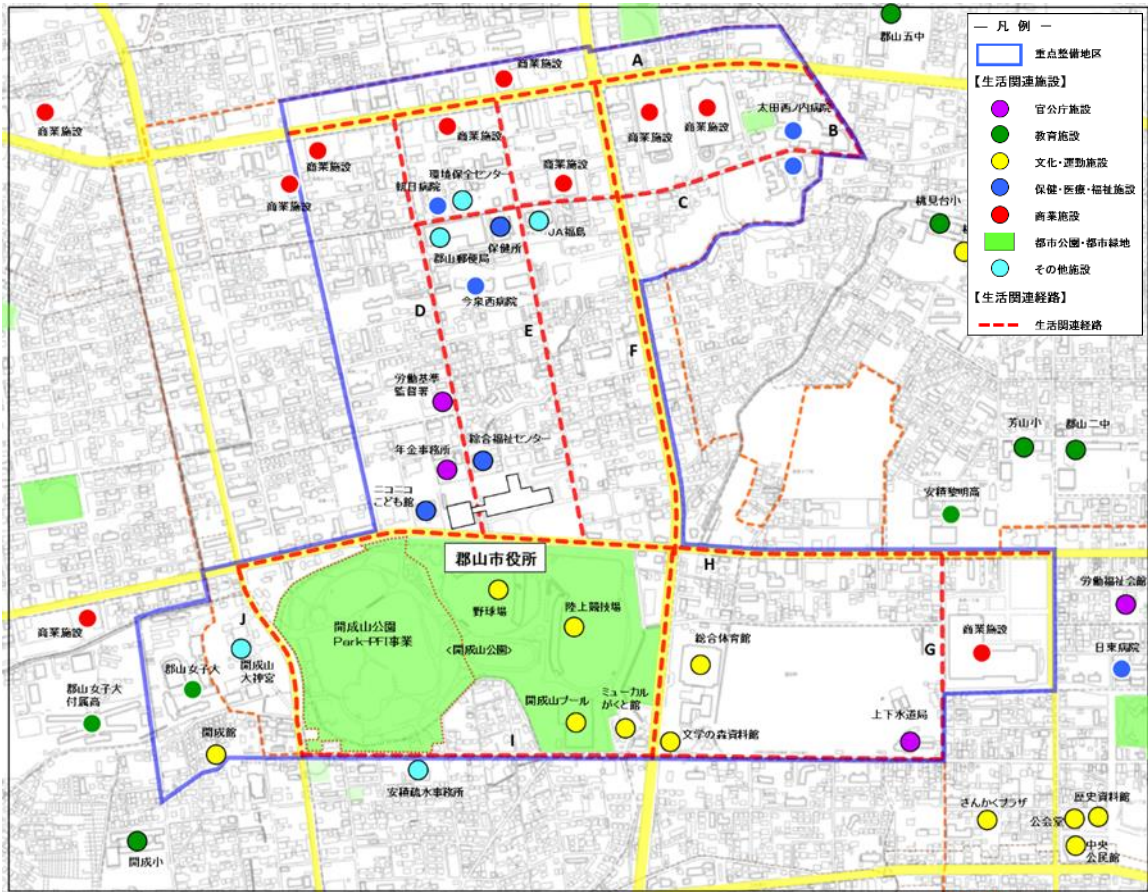 ― 凡 例 －
重点整備地区
【生活関連施設】
官公庁施設
教育施設
文化・運動施設
保健・医療・福祉施設
商業施設
都市公園・都市緑地
その他施設
【生活関連経路】
生活関連経路
郡山五中
A
商業施設
商業施設
太田西ノ内病院
商業施設
商業施設
B
商業施設
商業施設
商業施設
環境保全センター
朝日病院
商業施設
C
桃見台小
保健所
JA福島
郡山郵便局
今泉西病院
D
E
F
労働基準
監督署
総合福祉センター
年金事務所
ニコニコ
こども館
芳山小
郡山二中
安積黎明高
郡山市役所
H
野球場
陸上競技場
労働福祉会館
開成山公園
Park-PFI事業
<開成山公園>
総合体育館
G
商業施設
日東病院
商業施設
J
開成山
大神宮
郡山女子大
郡山女子大
付属高
開成山プール
ミューカル
がくと館
上下水道局
開成館
I
文学の森資料館
安積疏水事務所
さんかくプラザ
歴史資料館
公会堂
中央
公民館
開成小